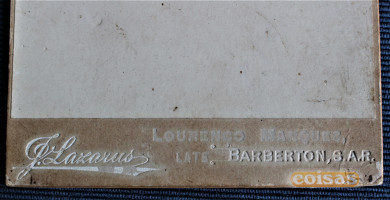 J. Lazarus
LOURENÇO MARQUES,
LATE, BARBERTON, S.A.R.
coisas